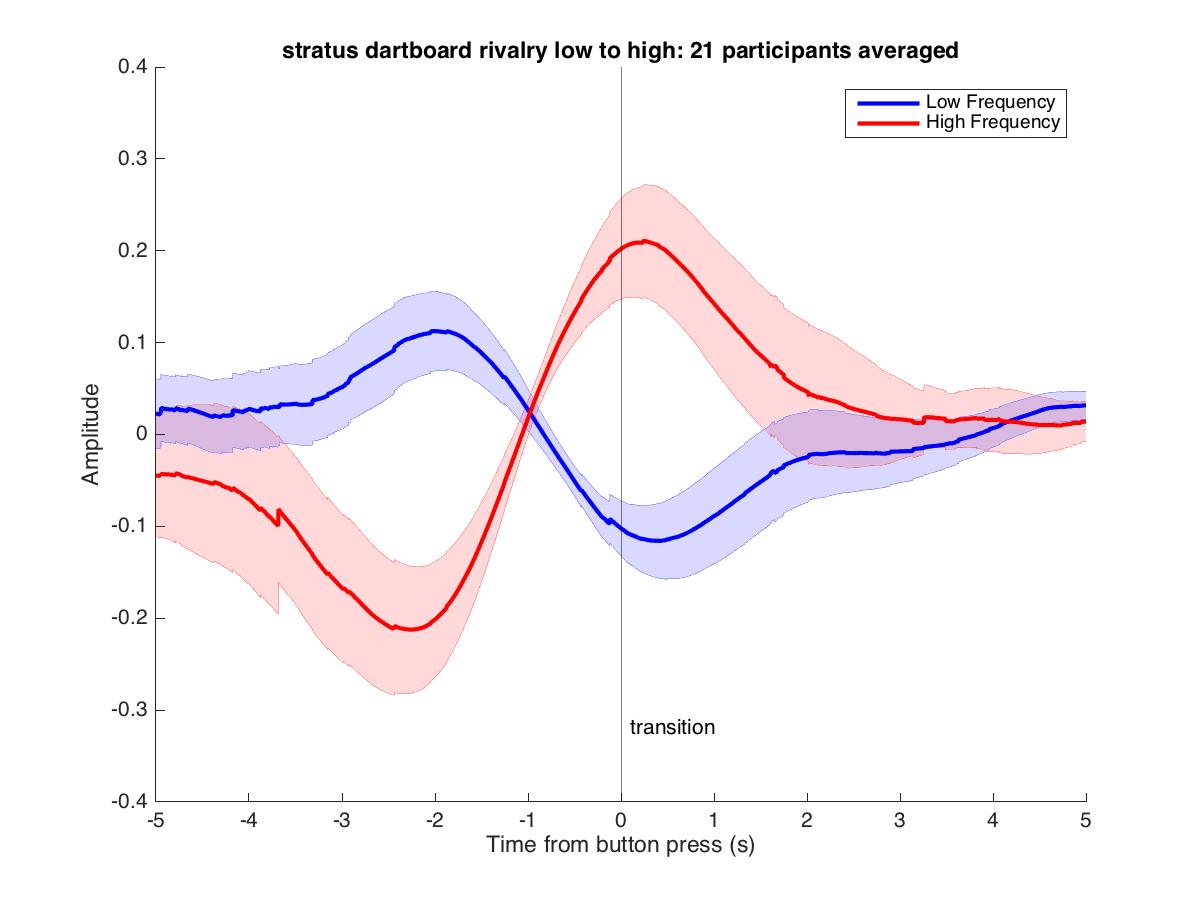 stratus dartboard rivalry low to high: 21 participants averaged
0.4
0.3
0.2
0.1
0
-0.1
-0.2
-0.3
-0.4
Amplitude
Low Frequency
High Frequency
transition
-5 -4 -3 -2 -1 0 1 2 3 4 5
Time from button press (s)